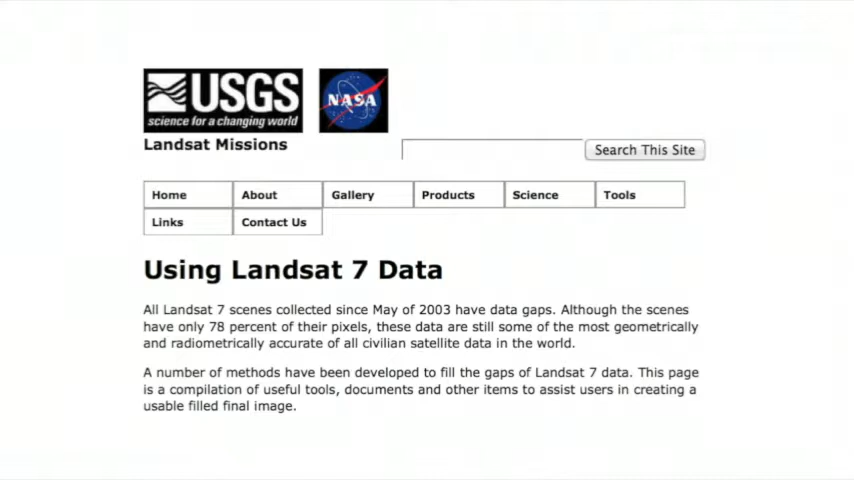 USGS
science for a changing world
NASA
Landsat Missions
Search This Site
Home About Gallery Products Science Tools
Links Contact Us
Using Landsat 7 Data
All Landsat 7 scenes collected since May of 2003 have data gaps. Although the scenes
have only 78 percent of their pixels, these data are still some of the most geometrically
and radiometrically accurate of all civilian satellite data in the world.
A number of methods have been developed to fill the gaps of Landsat 7 data. This page
is a compilation of useful tools, documents and other items to assist users in creating a
usable filled final image.